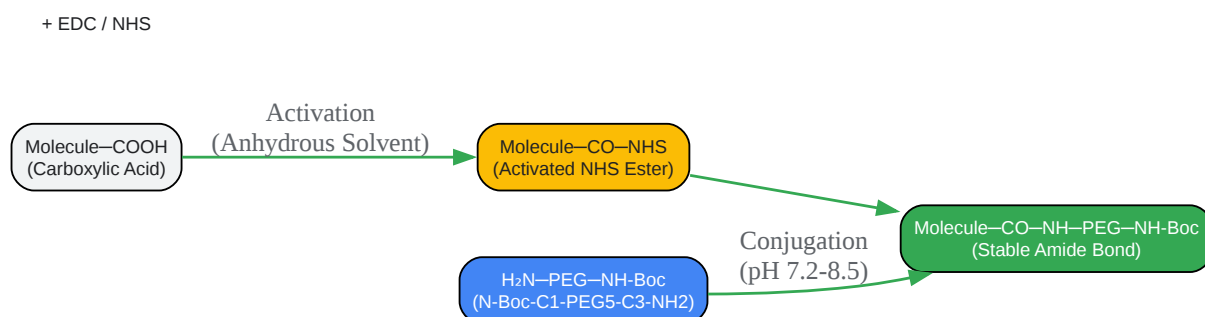 + EDC / NHS
Activation
(Anhydrous Solvent)
Molecule—COOH
(Carboxylic Acid)
Molecule—CO—NHS
(Activated NHS Ester)
Molecule—CO—NH—PEG—NH-Boc
(Stable Amide Bond)
Conjugation
(pH 7.2-8.5)
H₂N—PEG—NH-Boc
(N-Boc-C1-PEG5-C3-NH2)